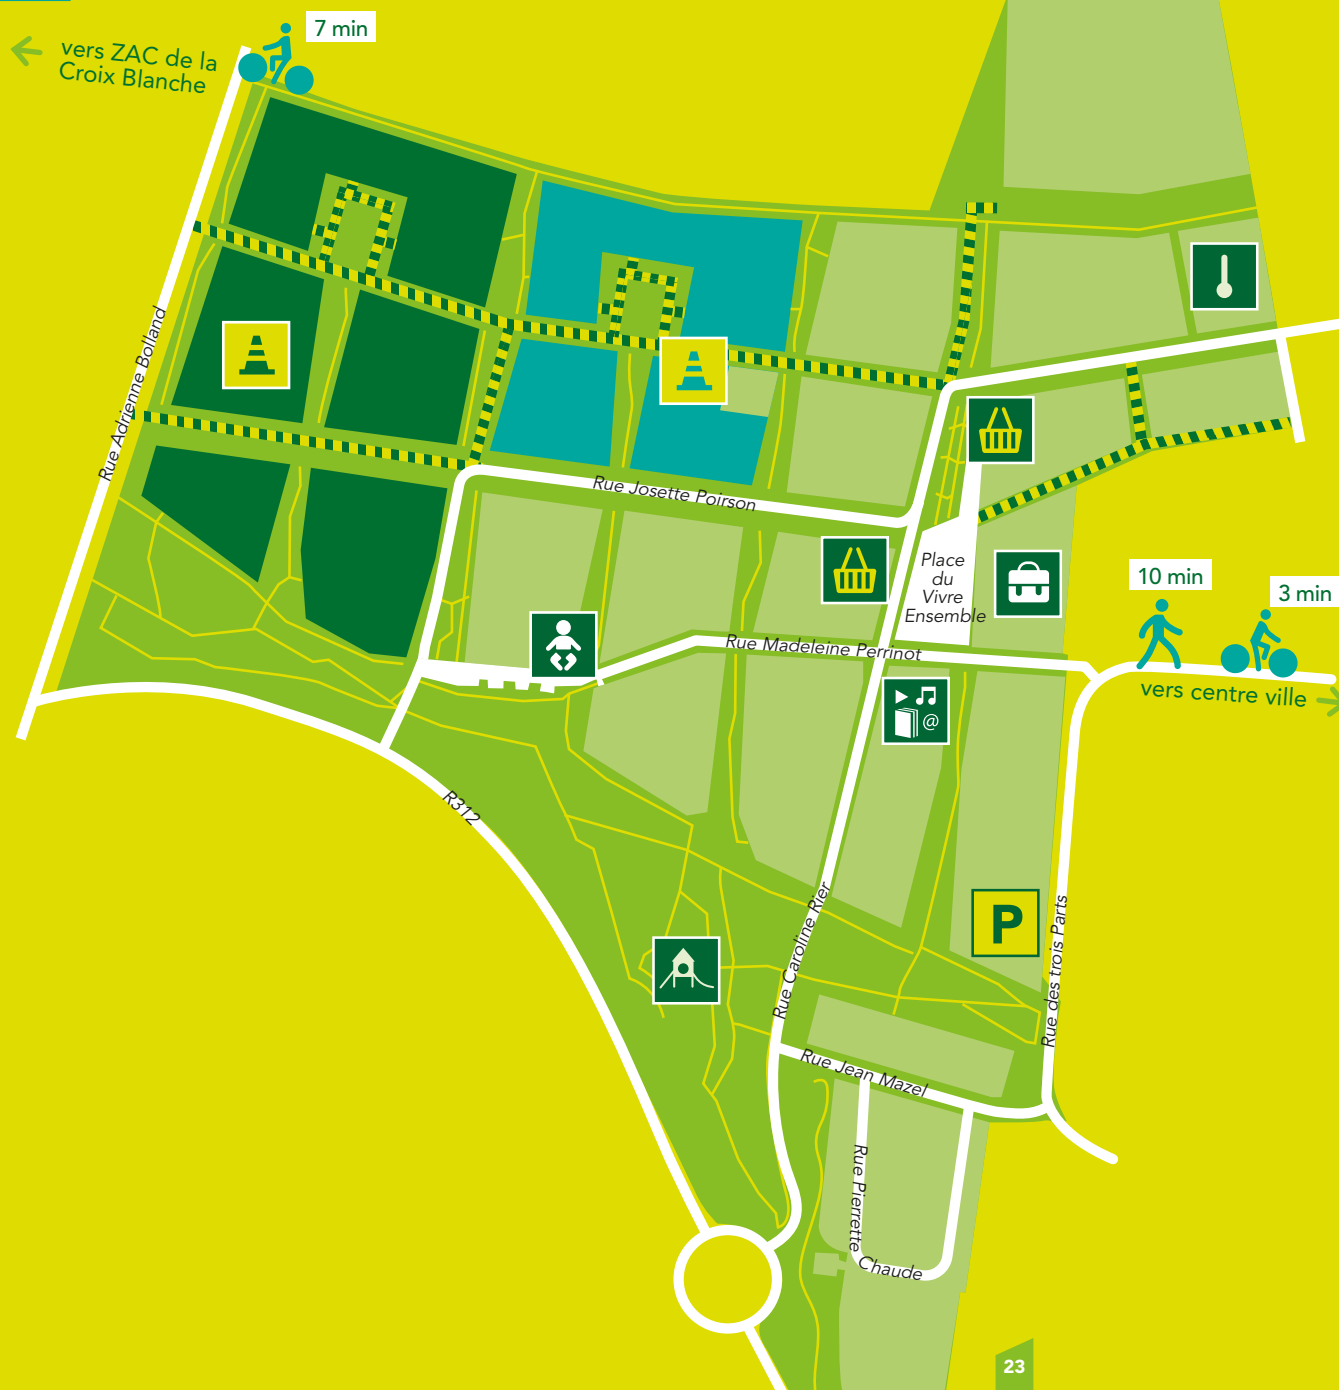 7 min
vers ZAC de la
Croix Blanche
Rue Adrienne Bolland
Rue Josette Poirson
Place
du
Vivre
Ensemble
10 min
3 min
Rue Madeleine Perrinot
vers centre ville
@
R312
P
Rue Caroline Rier
Rue des trois Parts
Rue Jean Mazel
Rue Pierrette
Chaude
23